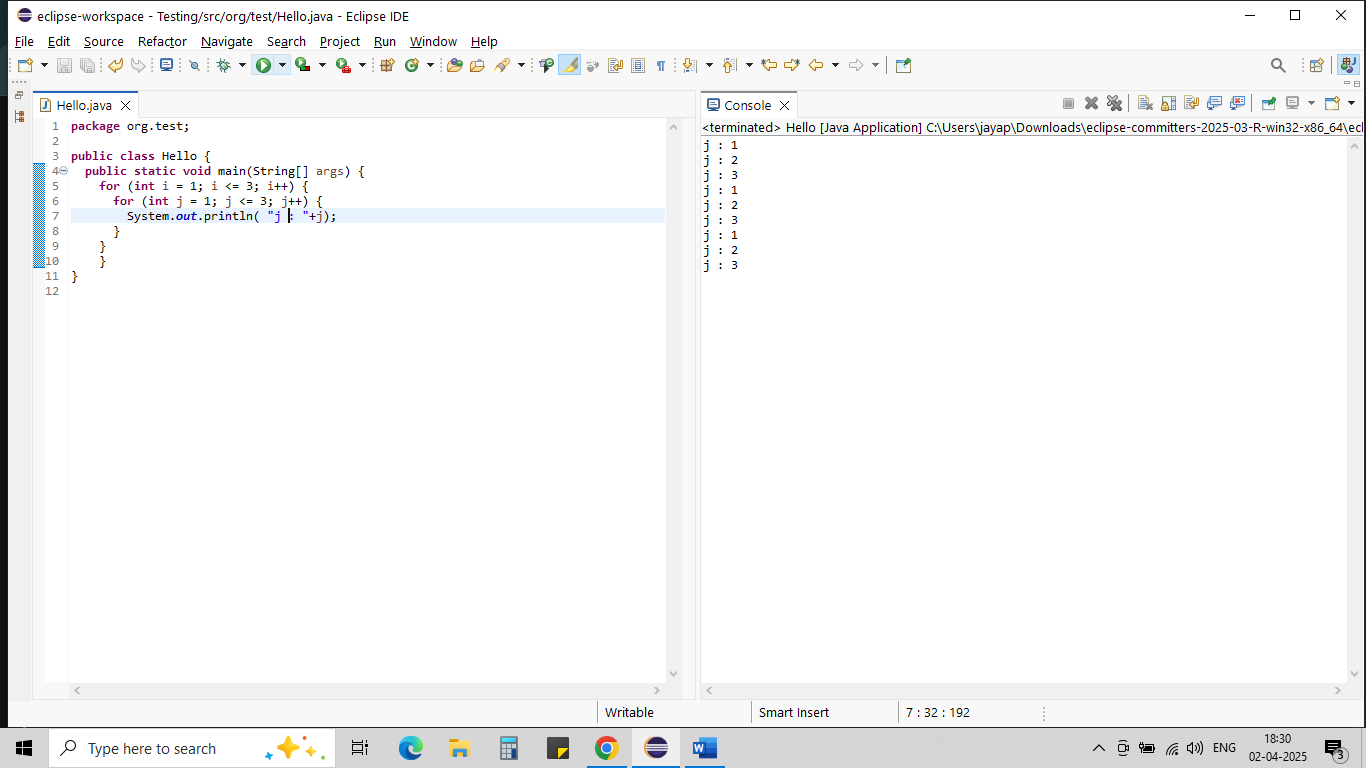 eclipse-workspace - Testing/src/org/test/Hello.java - Eclipse IDE
File Edit Source Refactor Navigate Search Project Run Window Help
Hello.java
1 package org.test;
2
3 public class Hello {
4 public static void main(String[] args) {
5 for (int i = 1; i <= 3; i++) {
6 for (int j = 1; j <= 3; j++) {
7 System.out.println( "j : "+j);
8 }
9 }
10 }
11 }
12
Console
<terminated> Hello [Java Application] C:\Users\jayap\Downloads\eclipse-committers-2025-03-R-win32-x86_64\ecl
j : 1
j : 2
j : 3
j : 1
j : 2
j : 3
j : 1
j : 2
j : 3
Writable Smart Insert 7 : 32 : 192
Type here to search
ENG
18:30
02-04-2025
3